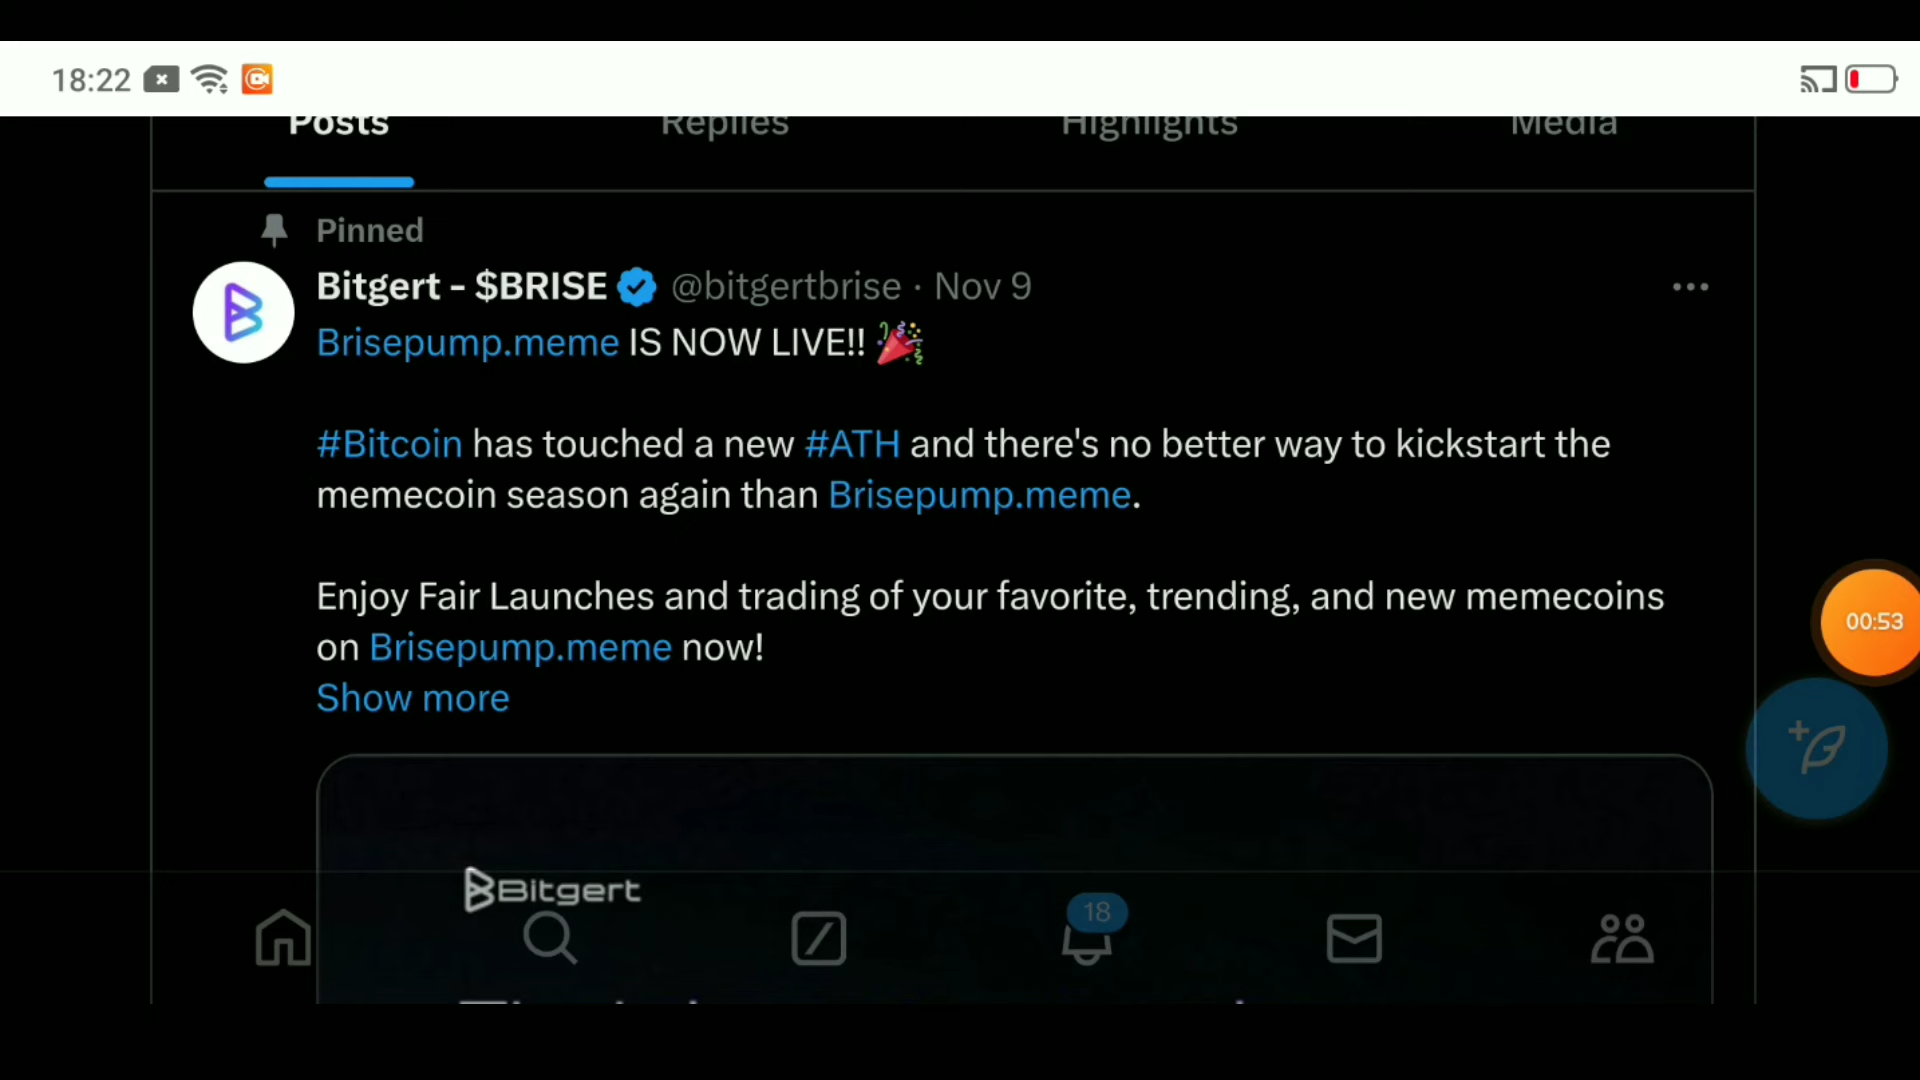 18:22
Posts Replies Highlights Media
Pinned
Bitgert - $BRISE @bitgertbrise · Nov 9
Brisepump.meme IS NOW LIVE!! 🎉
#Bitcoin has touched a new #ATH and there's no better way to kickstart the
memecoin season again than Brisepump.meme.
Enjoy Fair Launches and trading of your favorite, trending, and new memecoins
on Brisepump.meme now!
Show more
00:53
Bitgert
18